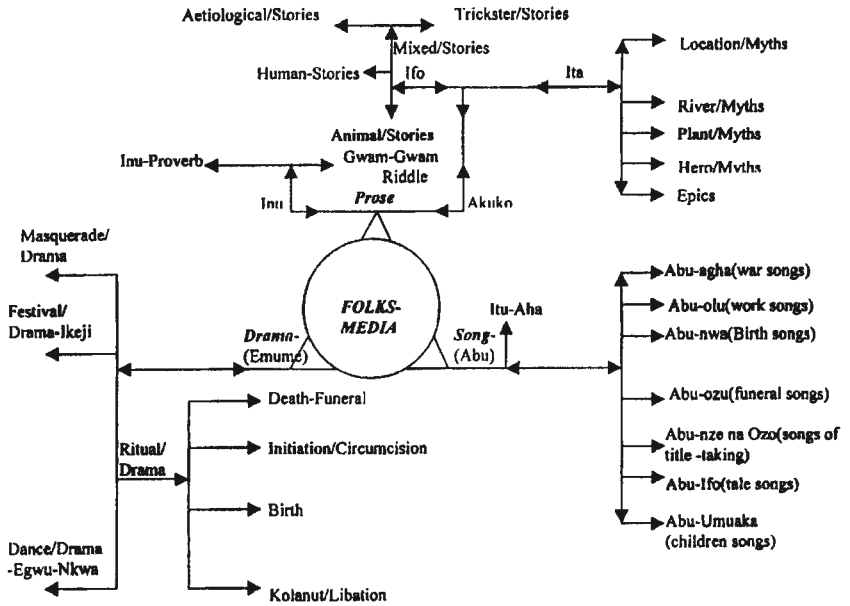 Aetiological/Stories
Trickster/Stories
Mixed/Stories
Human-Stories
Ifo
Ita
Location/Myths
River/Myths
Plant/Myths
Hero/Myths
Epics
Animal/Stories
Gwam-Gwam
Riddle
Inu-Proverb
Inu
Prose
Akuko
Masquerade/
Drama
Festival/
Drama-Ikeji
FOLKS-
MEDIA
Drama-
(Emume)
Song-
(Abu)
Itu-Aha
Abu-agha(war songs)
Abu-olu(work songs)
Abu-nwa(Birth songs)
Abu-ozu(funeral songs)
Abu-nze na Ozo(songs of
title -taking)
Abu-Ifo(tale songs)
Abu-Umuaka
(children songs)
Ritual/
Drama
Death-Funeral
Initiation/Circumcision
Birth
Kolanut/Libation
Dance/Drama
-Egwu-Nkwa